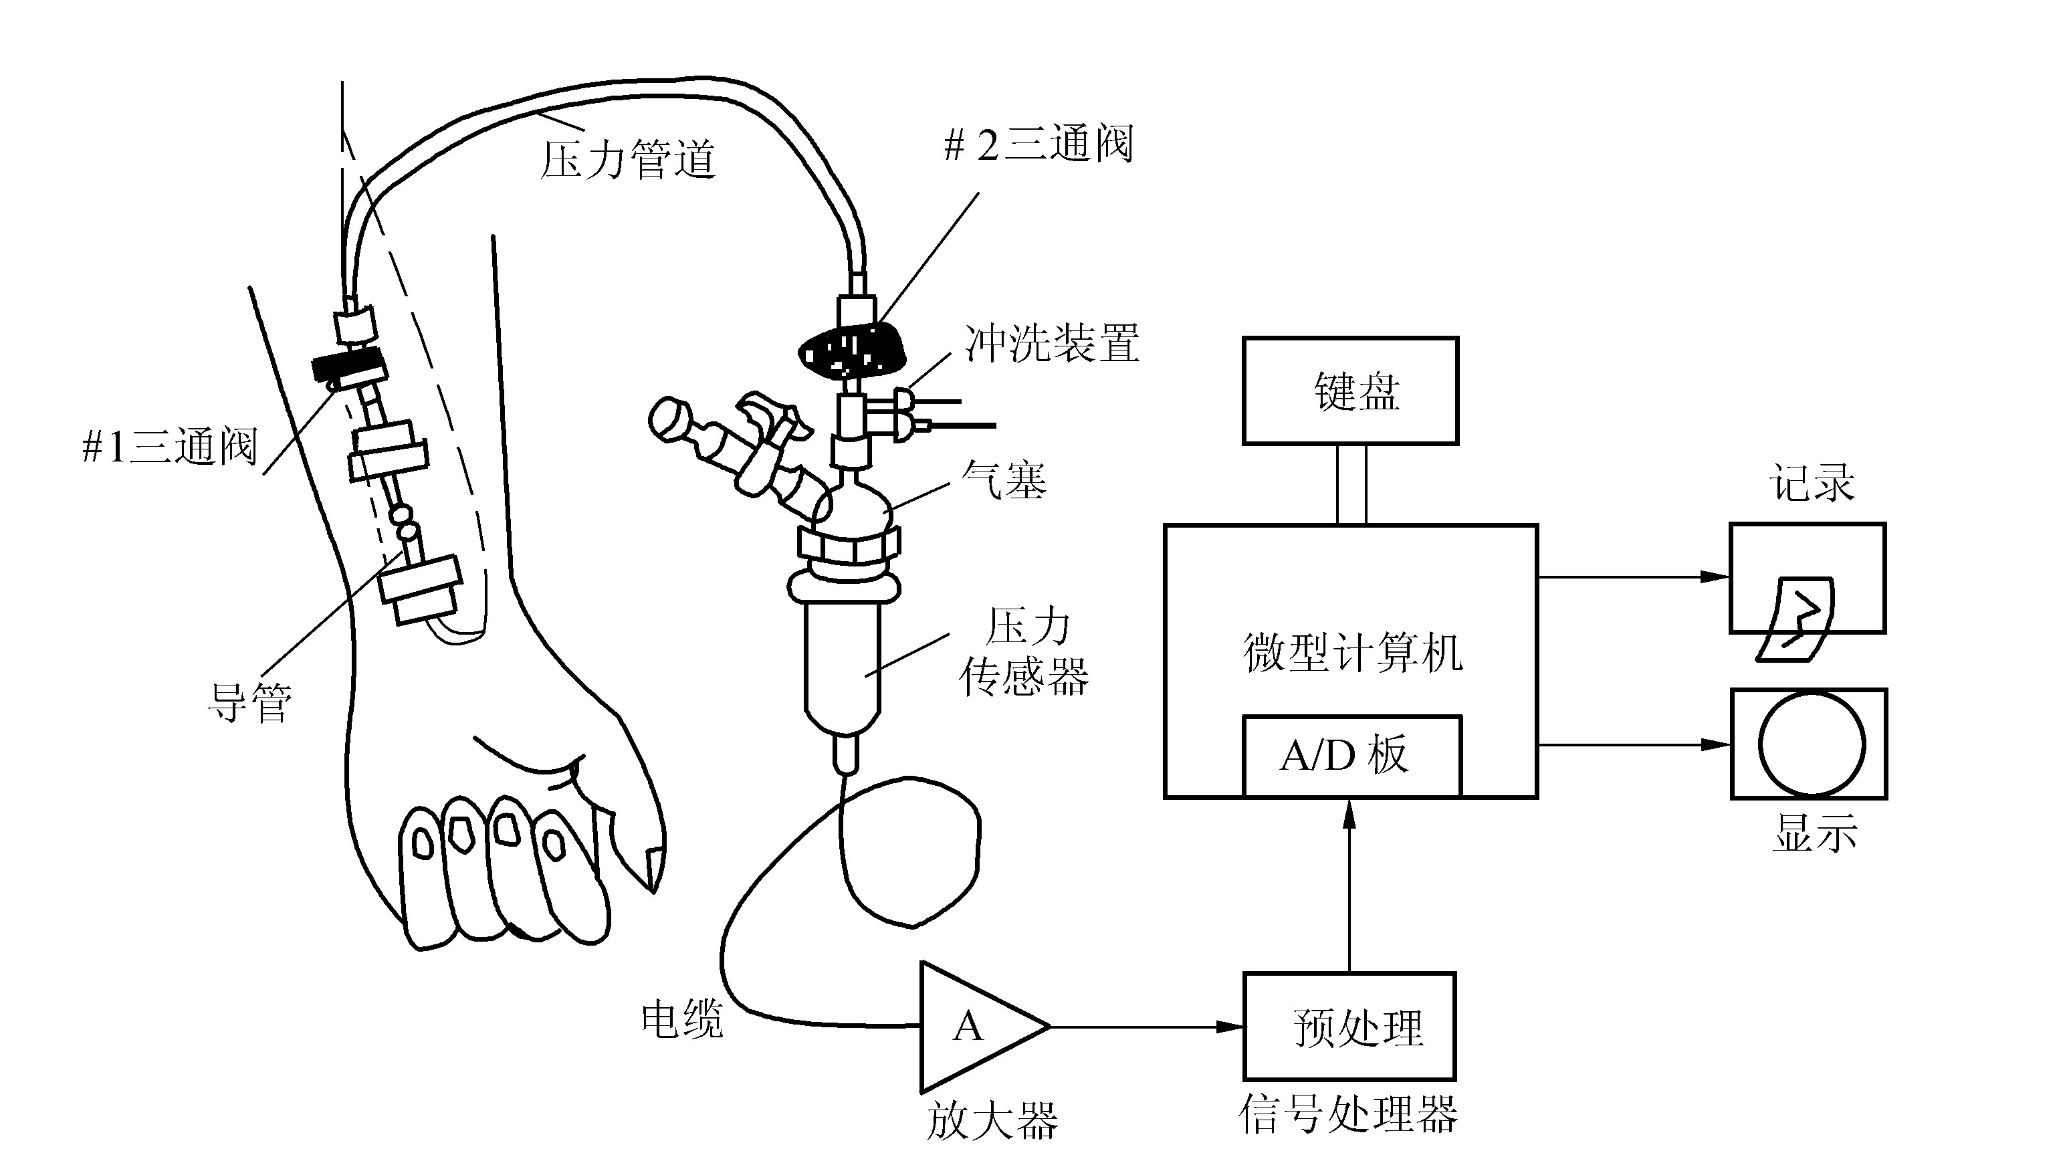 压力管道
#2三通阀
冲洗装置
#1三通阀
气塞
键盘
记录
压力
传感器
微型计算机
导管
A/D 板
显示
电缆
A
预处理
放大器
信号处理器